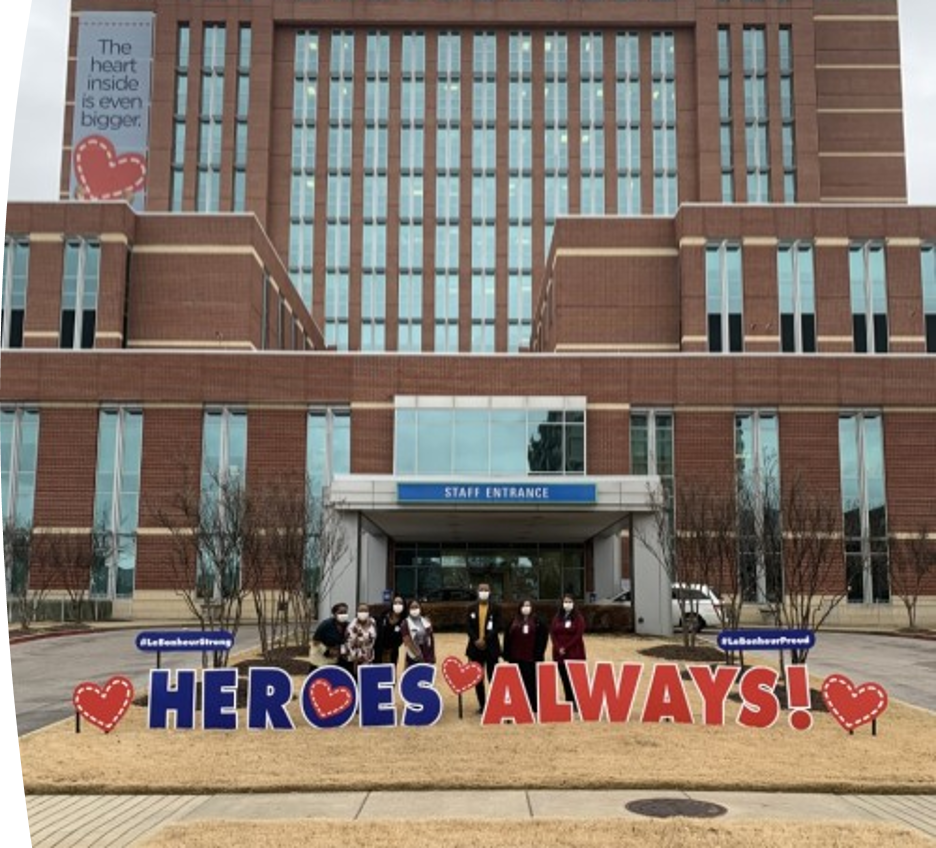 The
heart
inside
is even
bigger.
STAFF ENTRANCE
#LeBonheurStrong
#LeBonheurProud
HEROES ALWAYS!